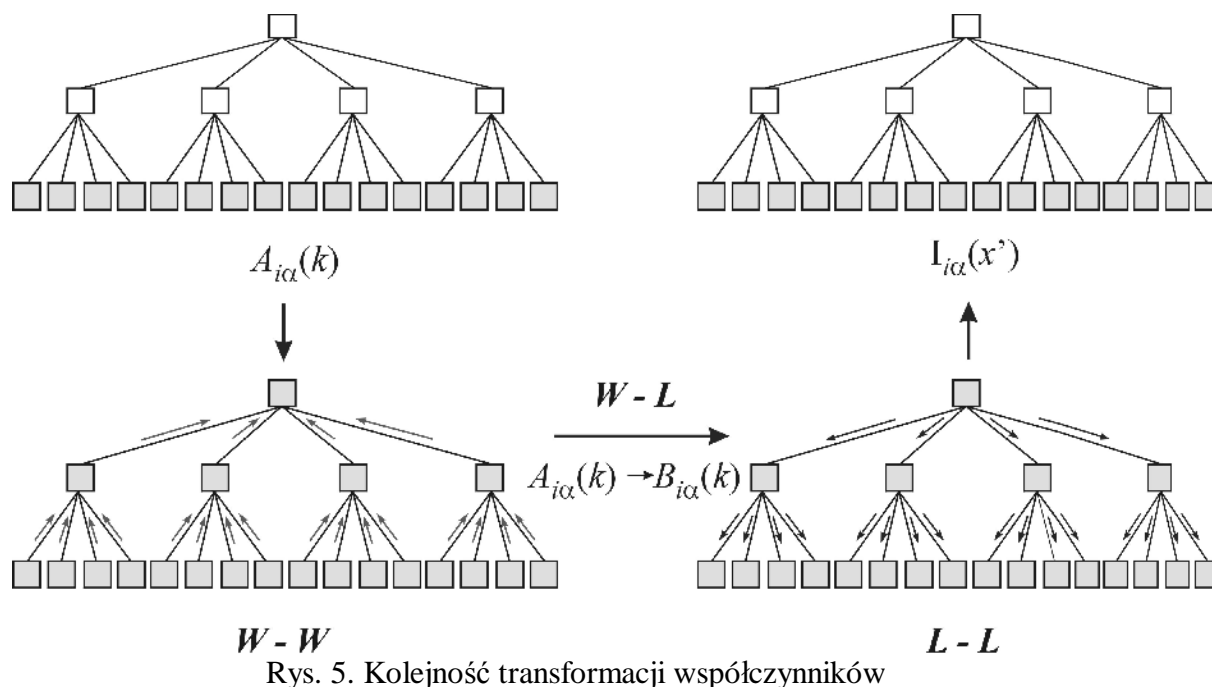 A_{iα}(k)
I_{iα}(x’)
W - L
A_{iα}(k) → B_{iα}(k)
W - W
L - L
Rys. 5. Kolejność transformacji współczynników